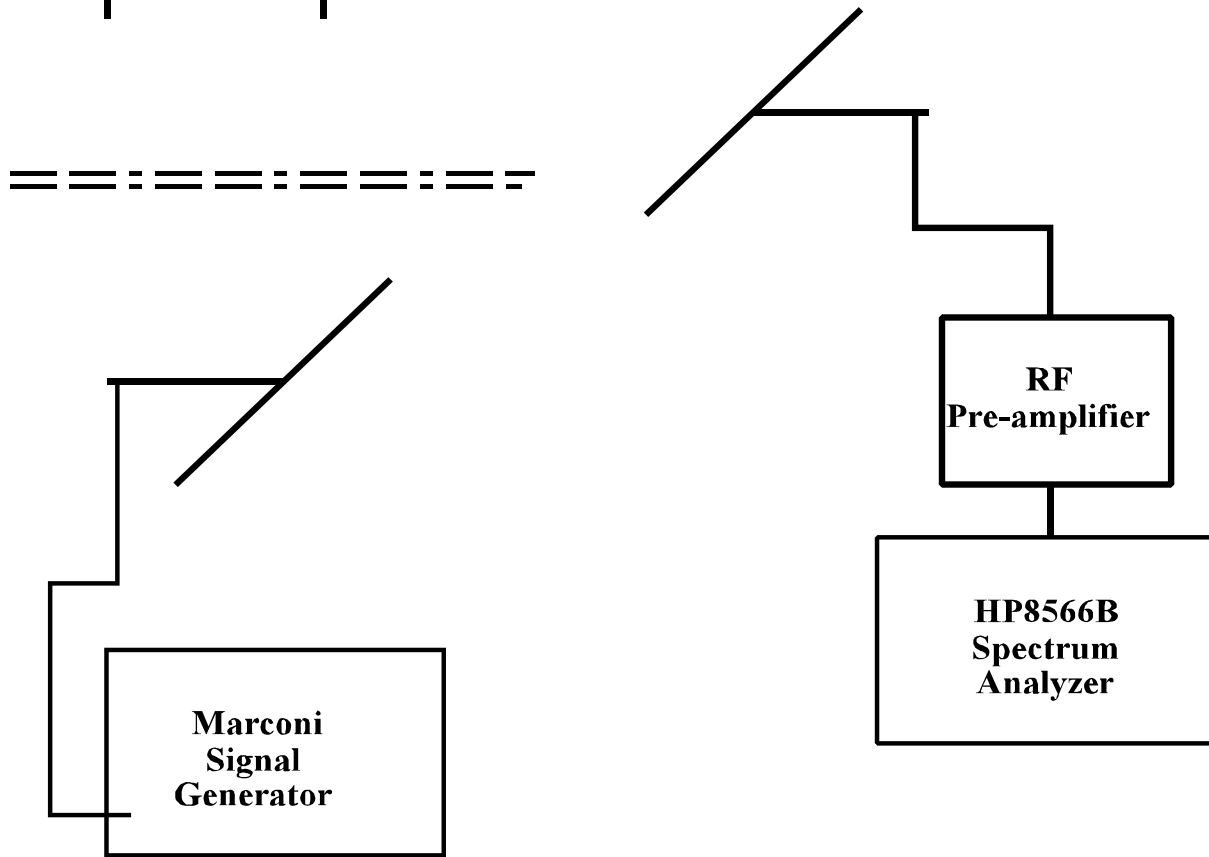 RF
Pre-amplifier
HP8566B
Spectrum
Analyzer
Marconi
Signal
Generator